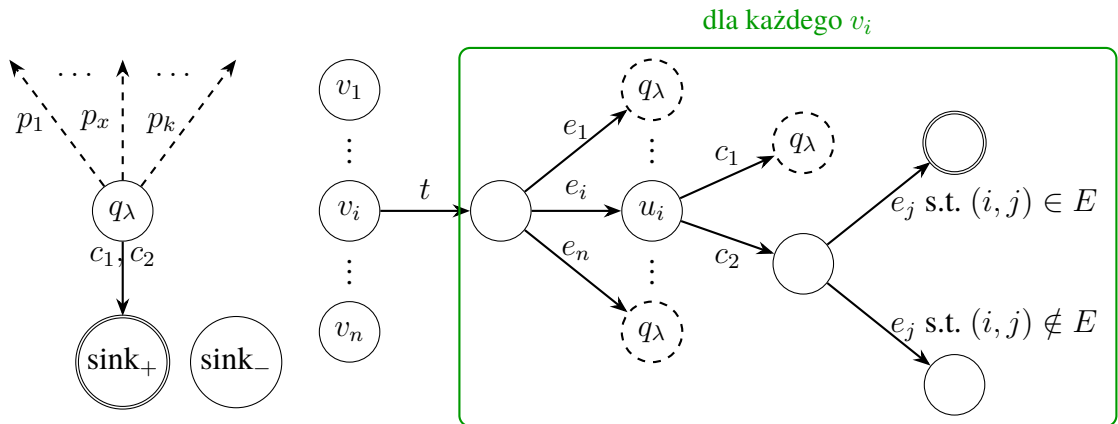 dla każdego $v_i$
$p_1$ … $p_x$ … $p_k$
$q_\lambda$
$c_1, c_2$
sink$_+$
sink$_-$
$v_1$
⋮
$v_i$
⋮
$v_n$
$t$
$e_1$
$e_i$
$e_n$
$q_\lambda$
⋮
$u_i$
⋮
$q_\lambda$
$c_1$
$c_2$
$q_\lambda$
$e_j$ s.t. $(i, j) \in E$
$e_j$ s.t. $(i, j) \notin E$